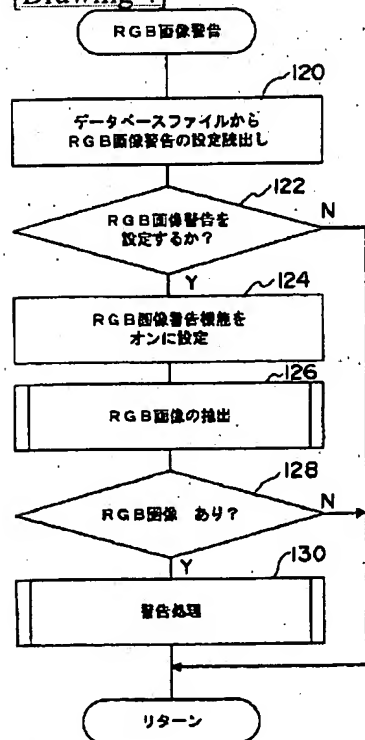 RGB画像警告
120
データベースファイルから
RGB画像警告の設定読出し
122
RGB画像警告を
設定するか?
N
Y
124
RGB画像警告機能を
オンに設定
126
RGB画像の抽出
128
RGB画像 あり?
N
Y
130
警告処理
リターン